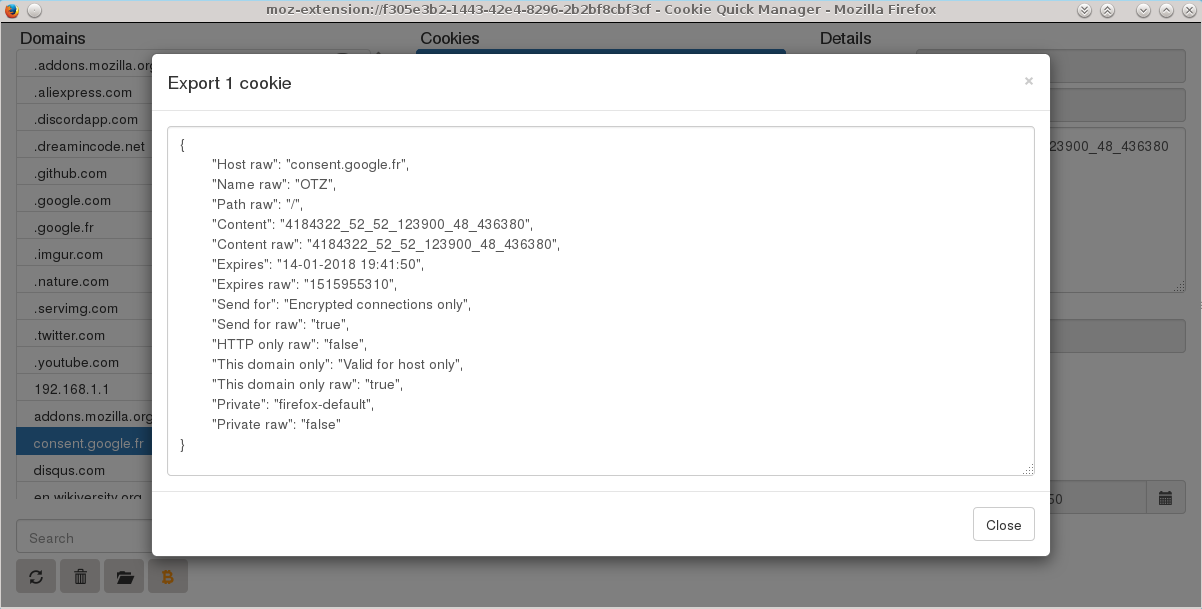 moz-extension://f305e3b2-1443-42e4-8296-2b2bf8cbf3cf - Cookie Quick Manager - Mozilla Firefox
Domains
Cookies
Details
.addons.mozilla.org
.aliexpress.com
.discordapp.com
.dreamincode.net
.github.com
.google.com
.google.fr
.imgur.com
.nature.com
.servimg.com
.twitter.com
.youtube.com
192.168.1.1
addons.mozilla.org
consent.google.fr
disqus.com
en.wikiversity.org
Search
Export 1 cookie
×
{
"Host raw": "consent.google.fr",
"Name raw": "OTZ",
"Path raw": "/",
"Content": "4184322_52_52_123900_48_436380",
"Content raw": "4184322_52_52_123900_48_436380",
"Expires": "14-01-2018 19:41:50",
"Expires raw": "1515955310",
"Send for": "Encrypted connections only",
"Send for raw": "true",
"HTTP only raw": "false",
"This domain only": "Valid for host only",
"This domain only raw": "true",
"Private": "firefox-default",
"Private raw": "false"
}
Close
23900_48_436380
50